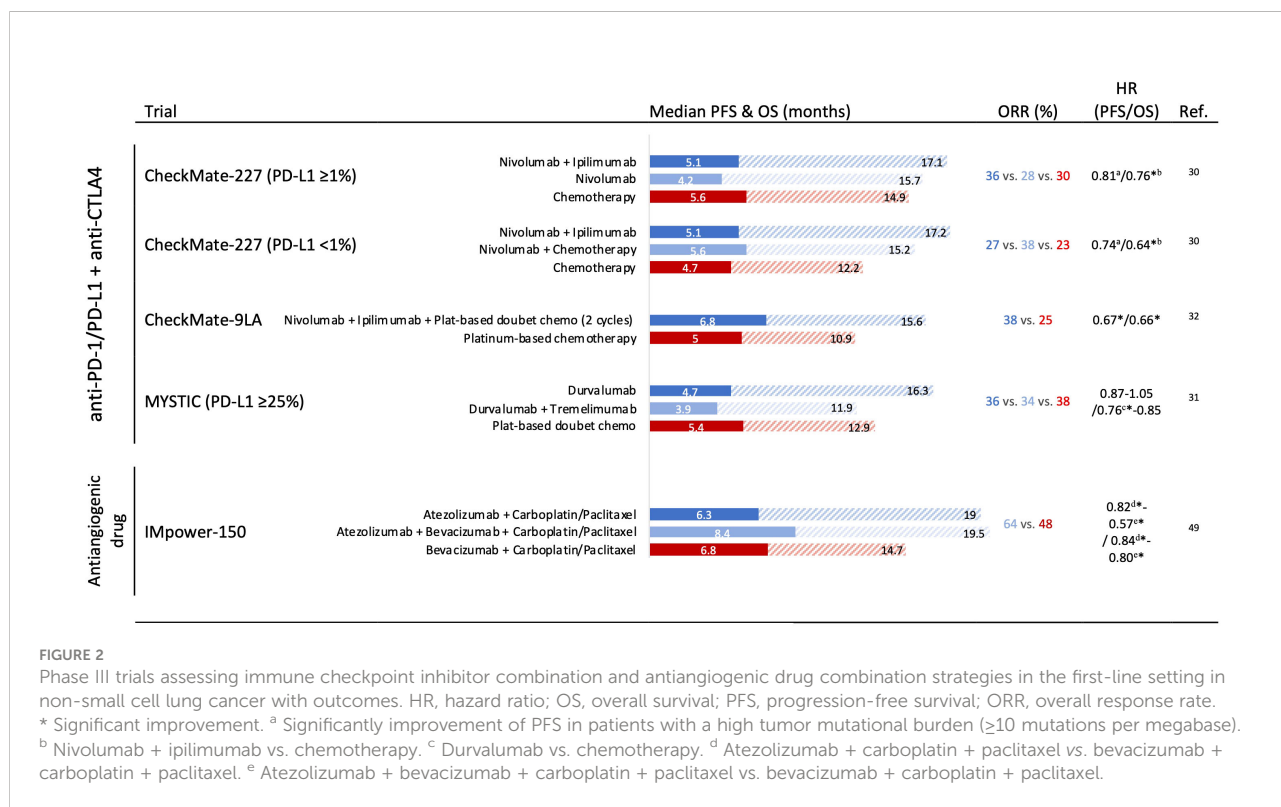 Trial Median PFS & OS (months) ORR (%) HR (PFS/OS) Ref.
anti-PD-1/PD-L1 + anti-CTLA4
CheckMate-227 (PD-L1 ≥1%)
Nivolumab + Ipilimumab 5.1 17.1
Nivolumab 4.2 15.7
Chemotherapy 5.6 14.9
36 vs. 28 vs. 30
0.81ᵃ/0.76*ᵇ
30
CheckMate-227 (PD-L1 <1%)
Nivolumab + Ipilimumab 5.1 17.2
Nivolumab + Chemotherapy 5.6 15.2
Chemotherapy 4.7 12.2
27 vs. 38 vs. 23
0.74ᵃ/0.64*ᵇ
30
CheckMate-9LA
Nivolumab + Ipilimumab + Plat-based doubet chemo (2 cycles) 6.8 15.6
Platinum-based chemotherapy 5 10.9
38 vs. 25
0.67*/0.66*
32
MYSTIC (PD-L1 ≥25%)
Durvalumab 4.7 16.3
Durvalumab + Tremelimumab 3.9 11.9
Plat-based doubet chemo 5.4 12.9
36 vs. 34 vs. 38
0.87-1.05
/0.76ᶜ*-0.85
31
Antiangiogenic
drug
IMpower-150
Atezolizumab + Carboplatin/Paclitaxel 6.3 19
Atezolizumab + Bevacizumab + Carboplatin/Paclitaxel 8.4 19.5
Bevacizumab + Carboplatin/Paclitaxel 6.8 14.7
64 vs. 48
0.82ᵈ*-
0.57ᵉ*
/ 0.84ᵈ*-
0.80ᵉ*
49
FIGURE 2
Phase III trials assessing immune checkpoint inhibitor combination and antiangiogenic drug combination strategies in the first-line setting in
non-small cell lung cancer with outcomes. HR, hazard ratio; OS, overall survival; PFS, progression-free survival; ORR, overall response rate.
* Significant improvement. ᵃ Significantly improvement of PFS in patients with a high tumor mutational burden (≥10 mutations per megabase).
ᵇ Nivolumab + ipilimumab vs. chemotherapy. ᶜ Durvalumab vs. chemotherapy. ᵈ Atezolizumab + carboplatin + paclitaxel vs. bevacizumab +
carboplatin + paclitaxel. ᵉ Atezolizumab + bevacizumab + carboplatin + paclitaxel vs. bevacizumab + carboplatin + paclitaxel.